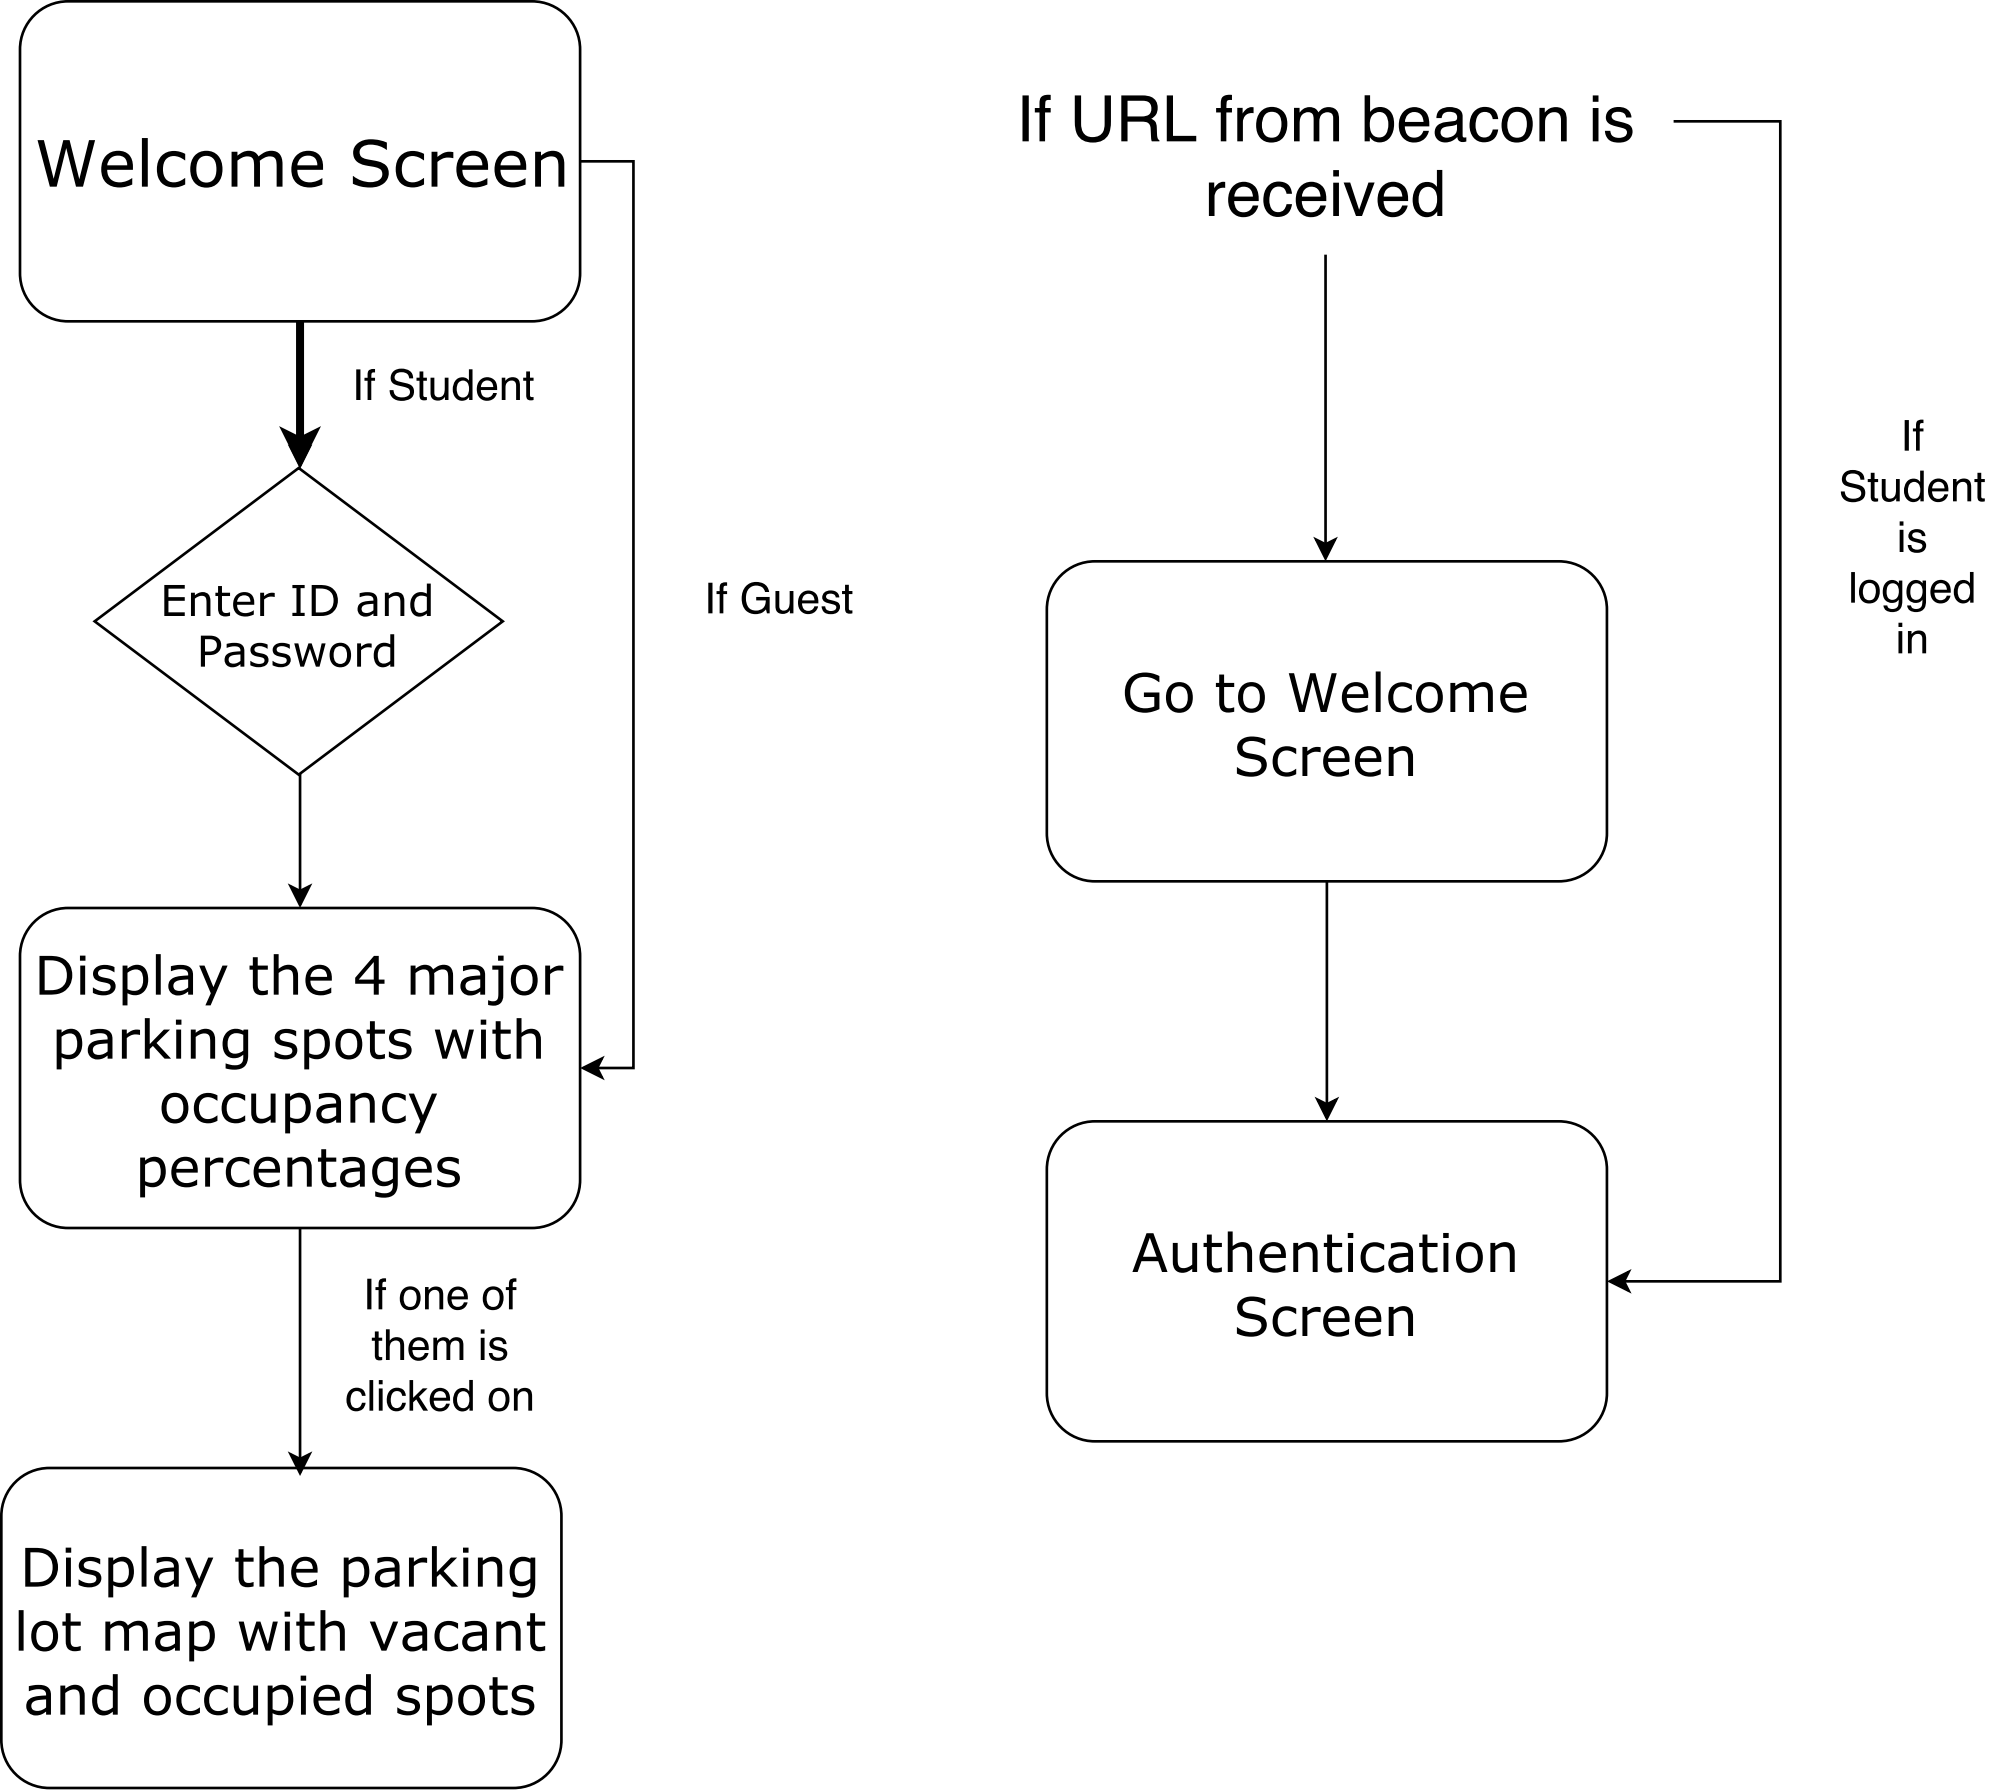 Welcome Screen
If Student
Enter ID and
Password
If Guest
Display the 4 major
parking spots with
occupancy
percentages
If one of
them is
clicked on
Display the parking
lot map with vacant
and occupied spots
If URL from beacon is
received
If
Student
is
logged
in
Go to Welcome
Screen
Authentication
Screen